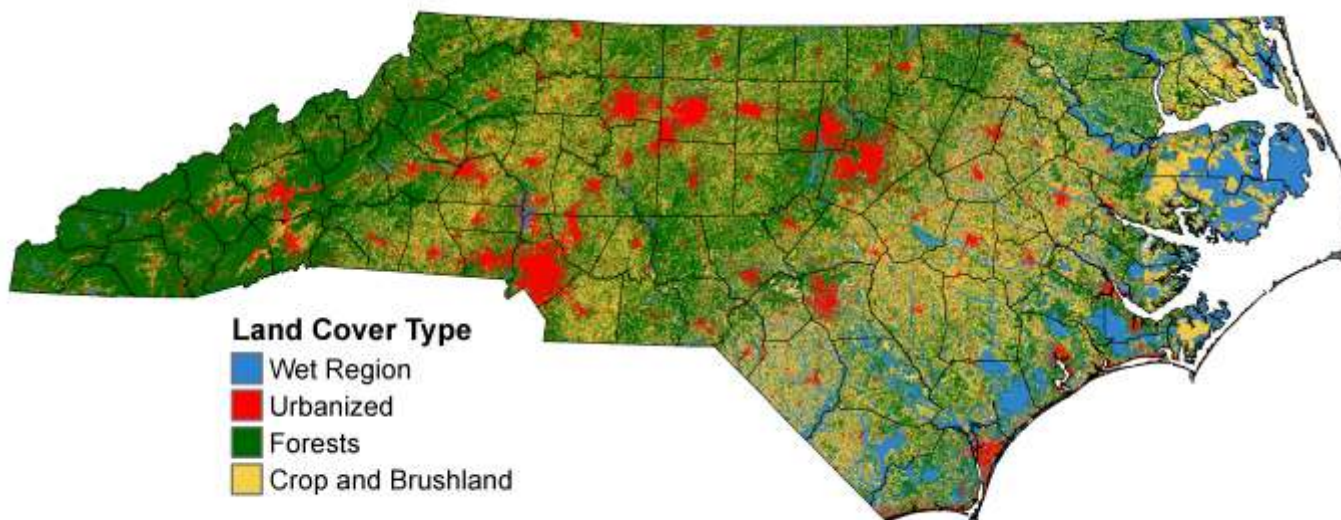 Land Cover Type
Wet Region
Urbanized
Forests
Crop and Brushland